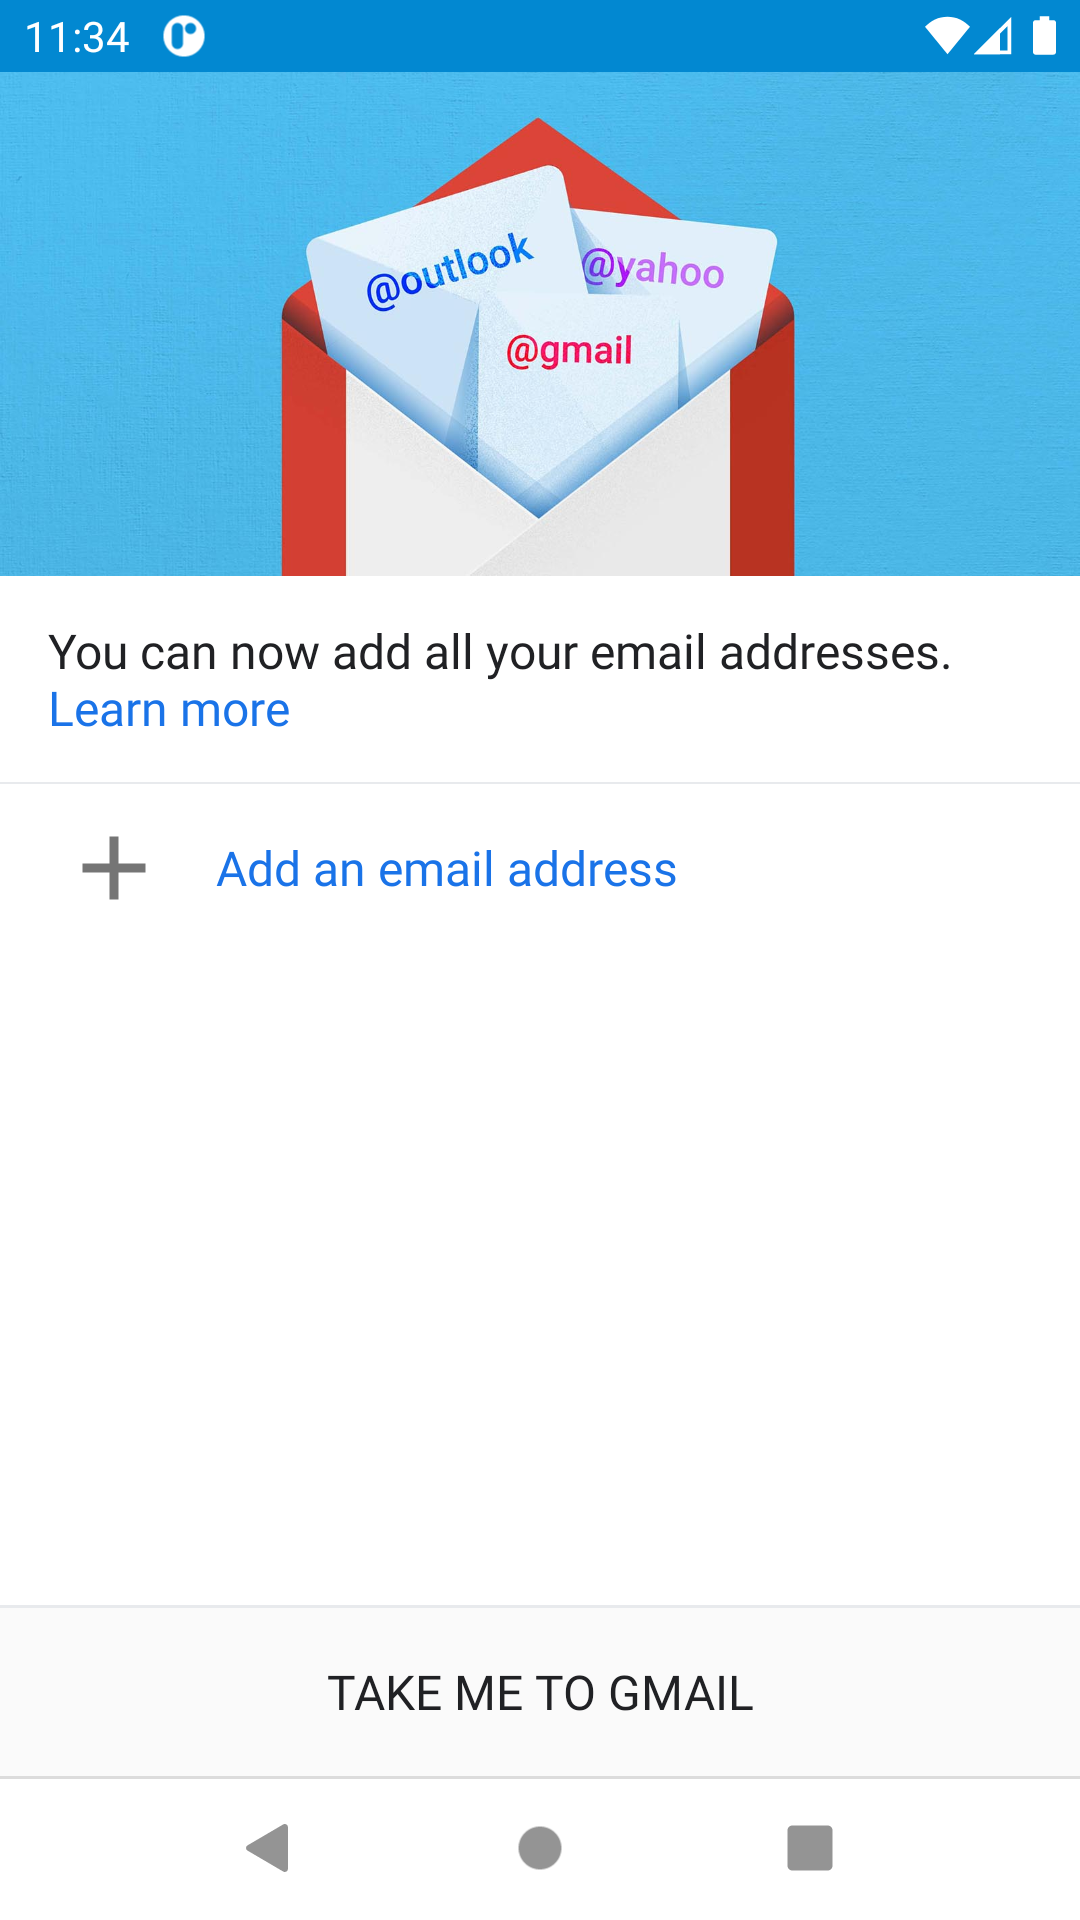 11:34
@outlook
@yahoo
@gmail
You can now add all your email addresses.
Learn more
Add an email address
TAKE ME TO GMAIL